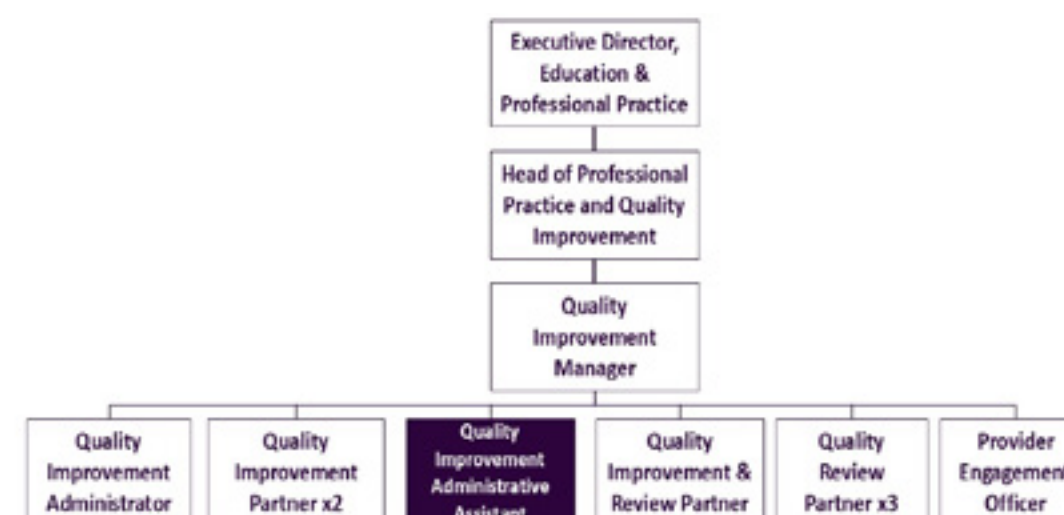 Executive Director,
Education &
Professional Practice
Head of Professional
Practice and Quality
Improvement
Quality
Improvement
Manager
Quality
Improvement
Administrator
Quality
Improvement
Partner x2
Quality
Improvement
Administrative
Assistant
Quality
Improvement &
Review Partner
Quality
Review
Partner x3
Provider
Engagemen
Officer